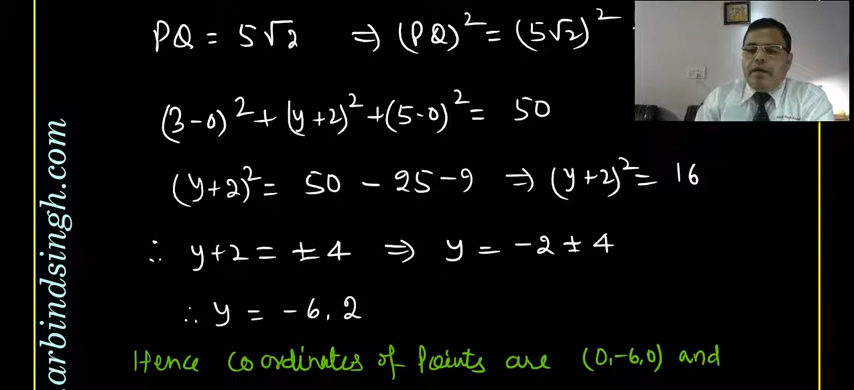 PQ = 5√2 ⇒ (PQ)² = (5√2)²
(3-0)² + (y+2)² + (5-0)² = 50
(y+2)² = 50 - 25 - 9 ⇒ (y+2)² = 16
∴ y+2 = ±4 ⇒ y = -2 ± 4
∴ y = -6, 2
Hence coordinates of points are (0,-6,0) and
arbindsingh.com